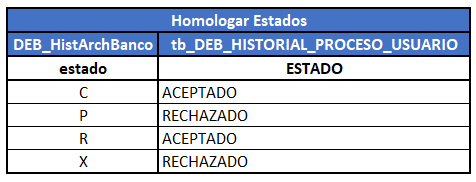 Homologar Estados
DEB_HistArchBanco tb_DEB_HISTORIAL_PROCESO_USUARIO
estado ESTADO
C ACEPTADO
P RECHAZADO
R ACEPTADO
X RECHAZADO